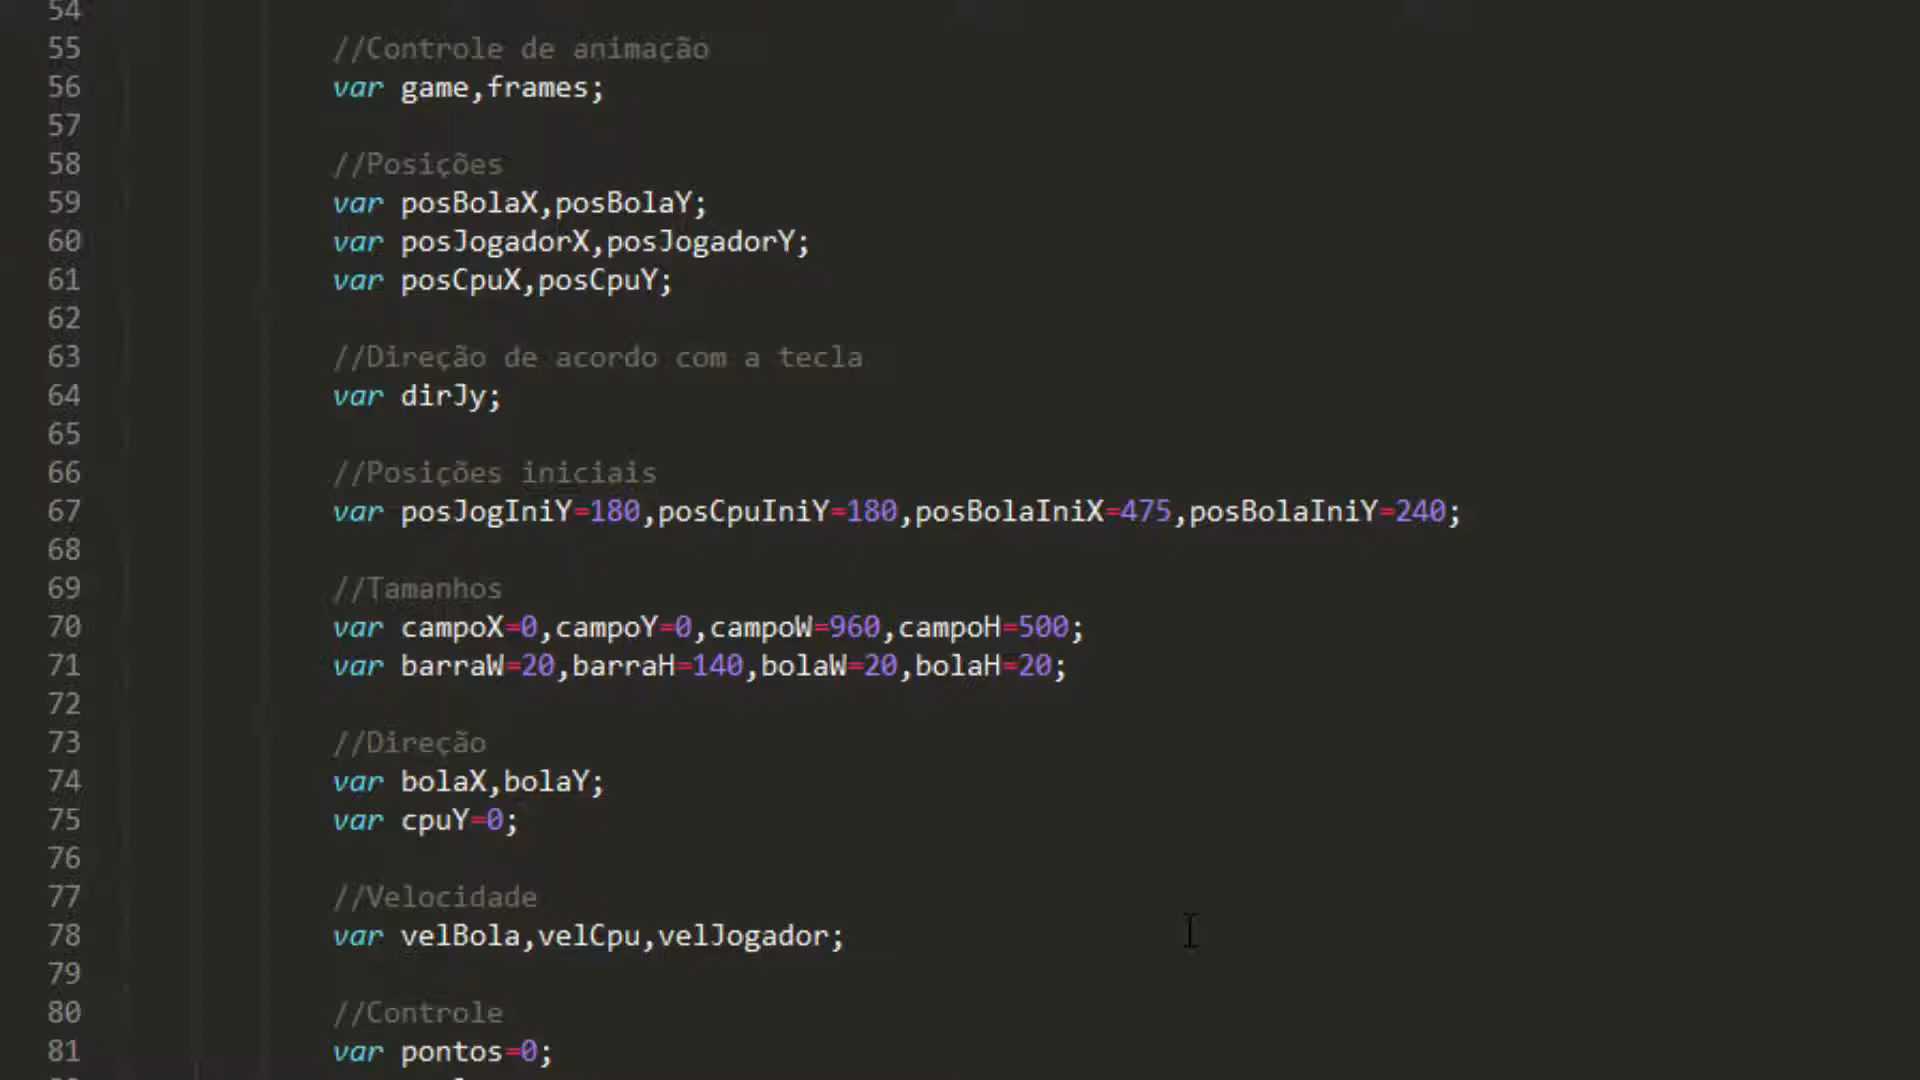 54
55 //Controle de animação
56 var game,frames;
57
58 //Posições
59 var posBolaX,posBolaY;
60 var posJogadorX,posJogadorY;
61 var posCpuX,posCpuY;
62
63 //Direção de acordo com a tecla
64 var dirJy;
65
66 //Posições iniciais
67 var posJogIniY=180,posCpuIniY=180,posBolaIniX=475,posBolaIniY=240;
68
69 //Tamanhos
70 var campoX=0,campoY=0,campoW=960,campoH=500;
71 var barraW=20,barraH=140,bolaW=20,bolaH=20;
72
73 //Direção
74 var bolaX,bolaY;
75 var cpuY=0;
76
77 //Velocidade
78 var velBola,velCpu,velJogador;
79
80 //Controle
81 var pontos=0;